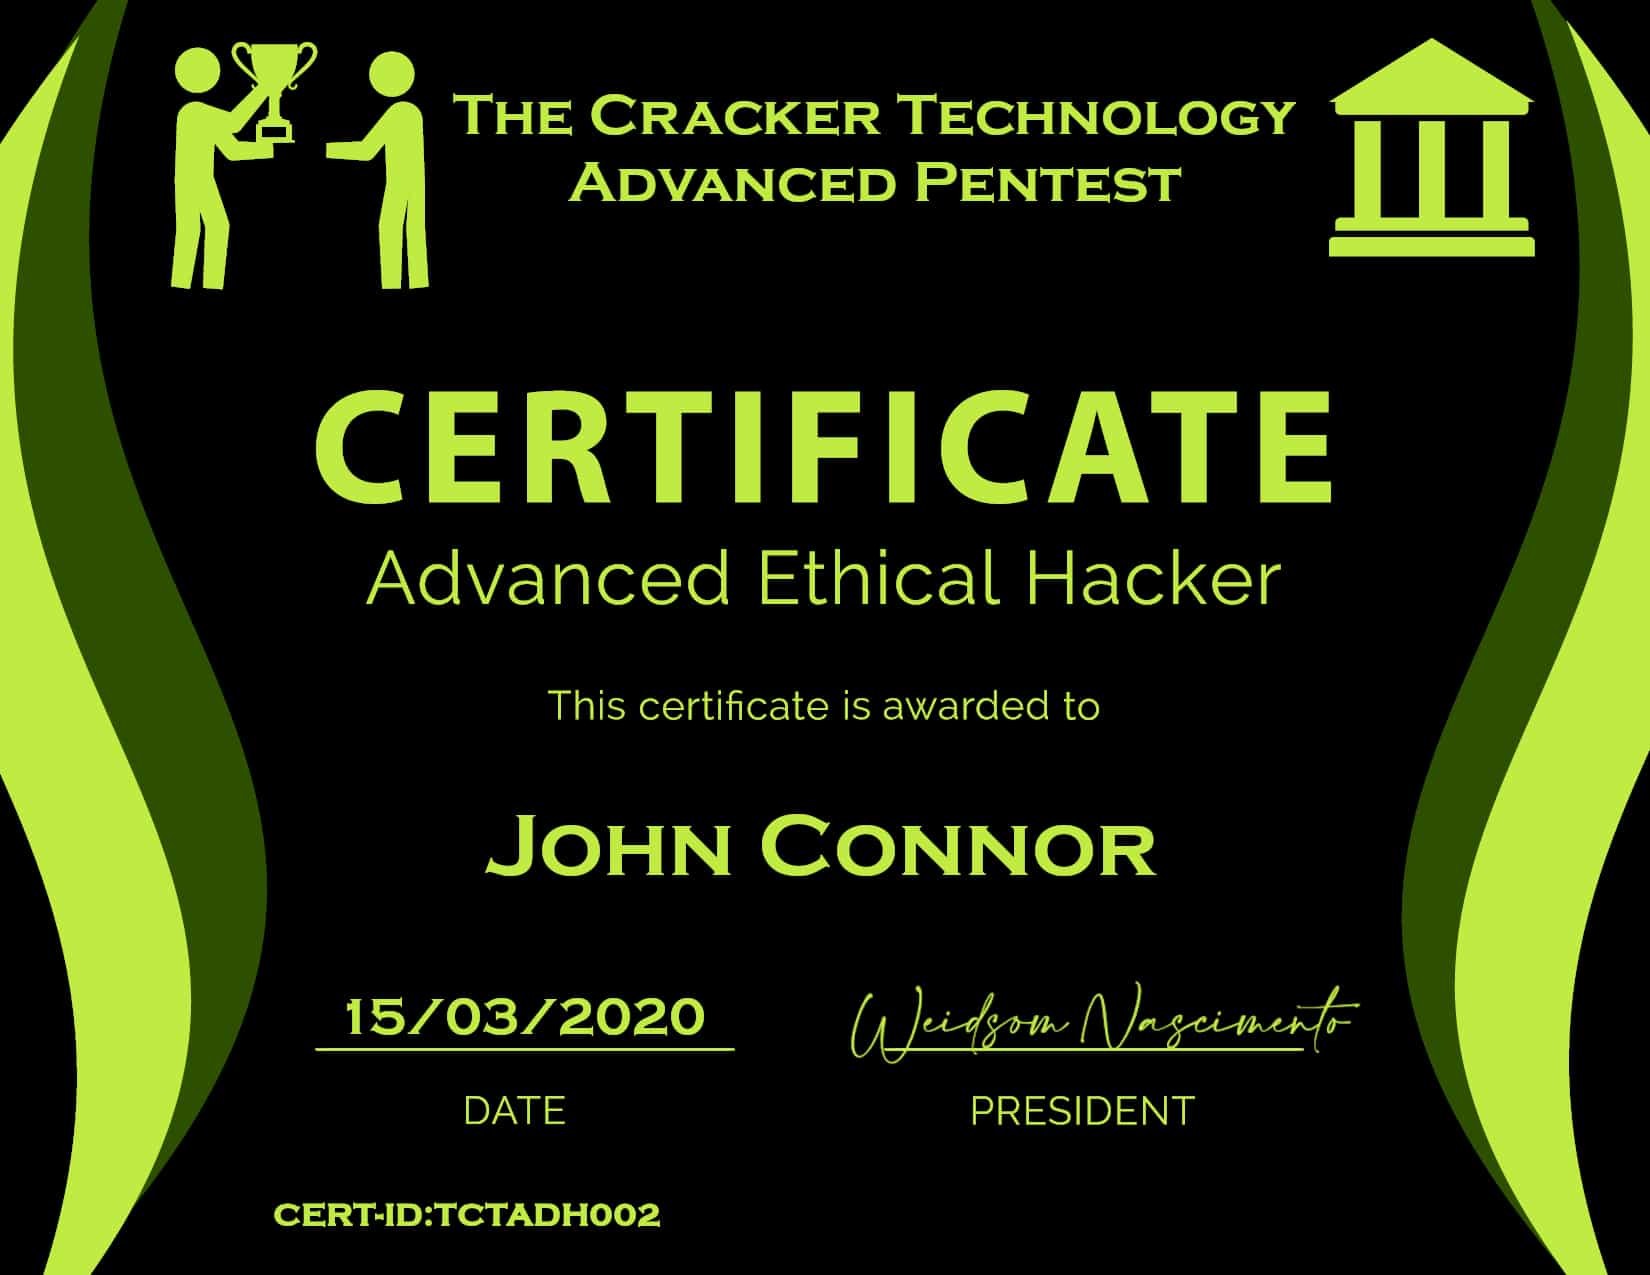 The Cracker Technology
Advanced Pentest
CERTIFICATE
Advanced Ethical Hacker
This certificate is awarded to
John Connor
15/03/2020
Weidsom Nascimento
DATE
PRESIDENT
CERT-ID:TCTADH002